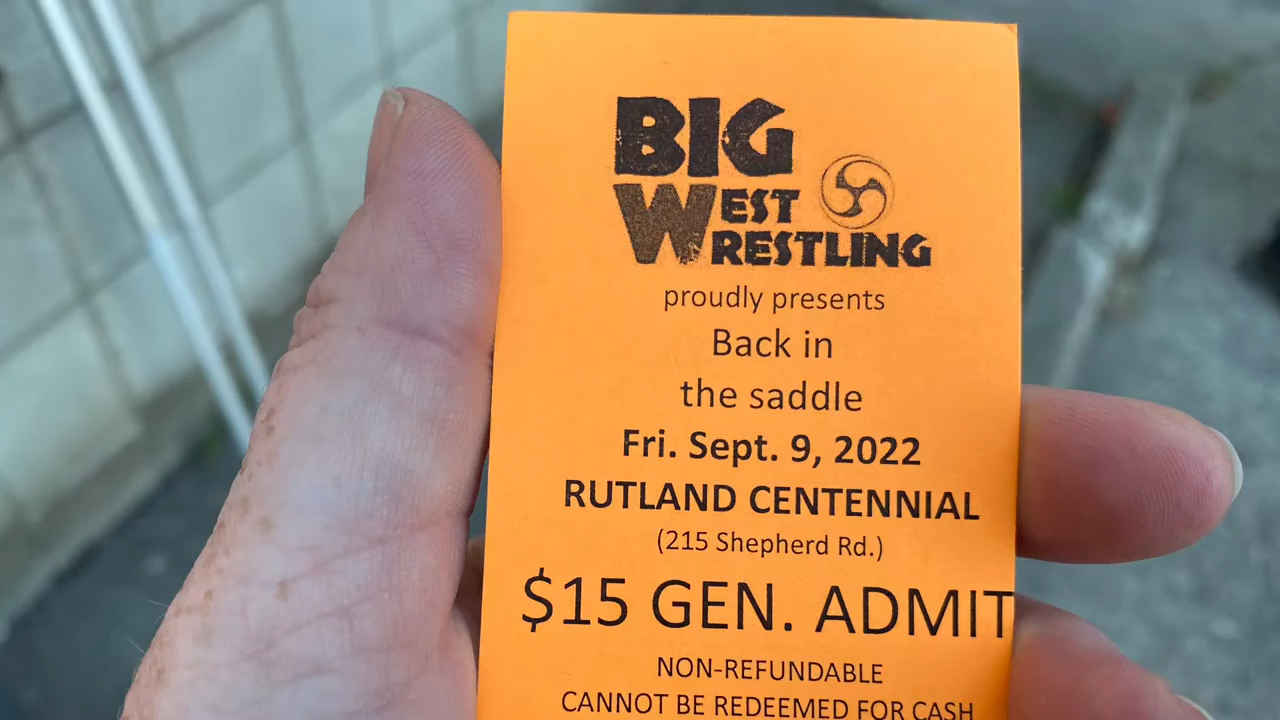 BIG
WEST
WRESTLING
proudly presents
Back in
the saddle
Fri. Sept. 9, 2022
RUTLAND CENTENNIAL
(215 Shepherd Rd.)
$15 GEN. ADMIT
NON-REFUNDABLE
CANNOT BE REDEEMED FOR CASH